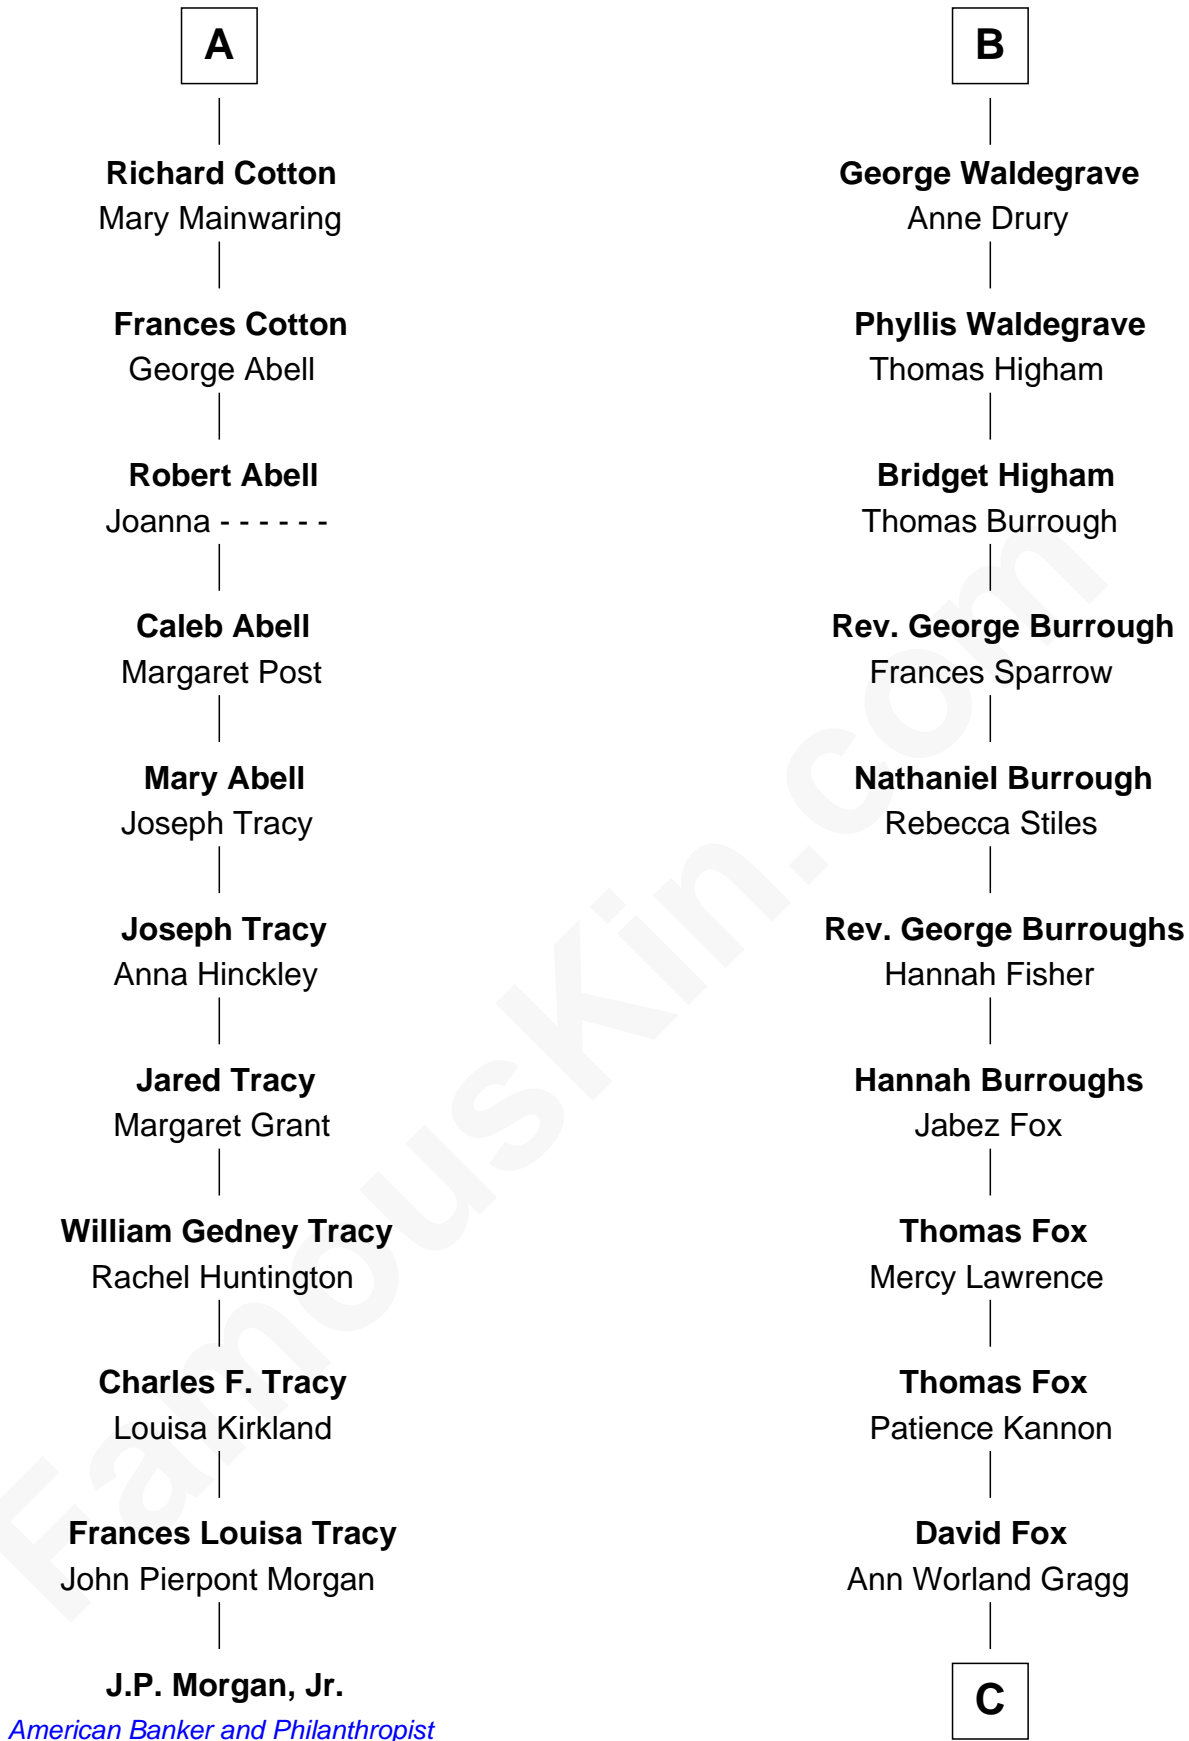 A
Richard Cotton
Mary Mainwaring
Frances Cotton
George Abell
Robert Abell
Joanna - - - - - -
Caleb Abell
Margaret Post
Mary Abell
Joseph Tracy
Joseph Tracy
Anna Hinckley
Jared Tracy
Margaret Grant
William Gedney Tracy
Rachel Huntington
Charles F. Tracy
Louisa Kirkland
Frances Louisa Tracy
John Pierpont Morgan
J.P. Morgan, Jr.
American Banker and Philanthropist
B
George Waldegrave
Anne Drury
Phyllis Waldegrave
Thomas Higham
Bridget Higham
Thomas Burrough
Rev. George Burrough
Frances Sparrow
Nathaniel Burrough
Rebecca Stiles
Rev. George Burroughs
Hannah Fisher
Hannah Burroughs
Jabez Fox
Thomas Fox
Mercy Lawrence
Thomas Fox
Patience Kannon
David Fox
Ann Worland Gragg
C
FamousKin.com